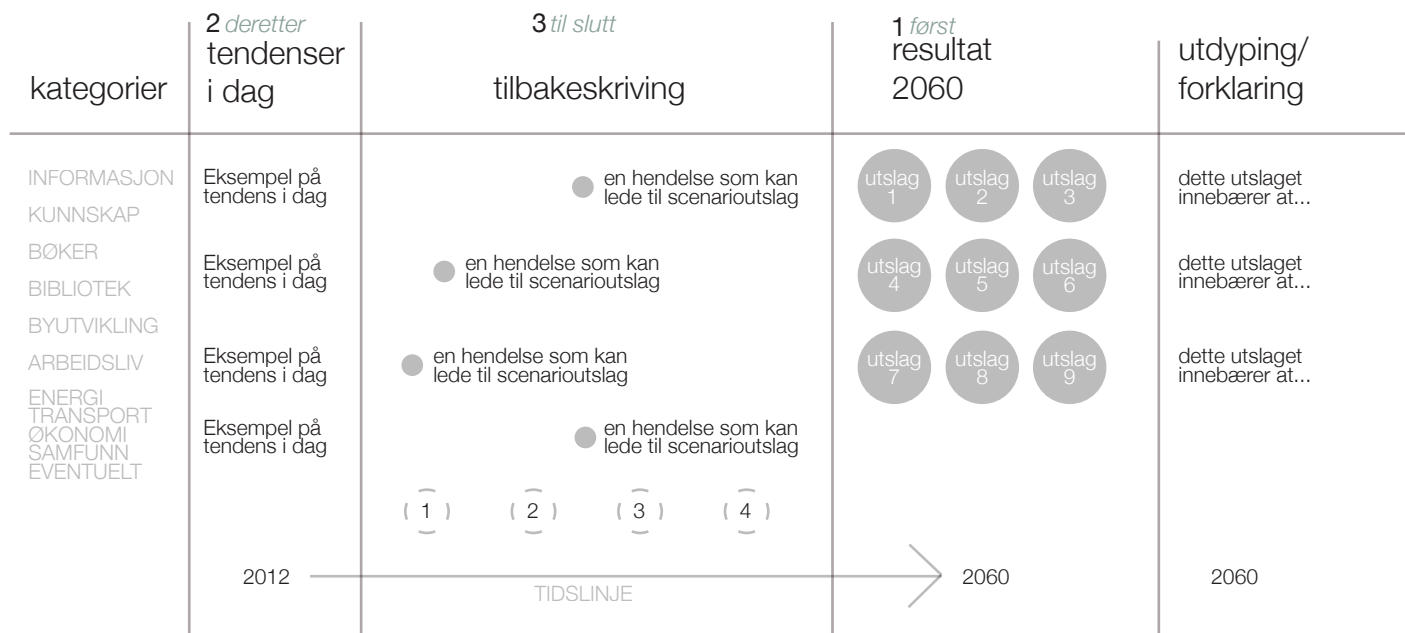 kategorier
2 deretter
tendenser
i dag
3 til slutt
tilbakeskriving
1 først
resultat
2060
utdyping/
forklaring
INFORMASJON
KUNNSKAP
BØKER
BIBLIOTEK
BYUTVIKLING
ARBEIDSLIV
ENERGI
TRANSPORT
ØKONOMI
SAMFUNN
EVENTUELT
Eksempel på
tendens i dag
Eksempel på
tendens i dag
Eksempel på
tendens i dag
Eksempel på
tendens i dag
en hendelse som kan
lede til scenarioutslag
en hendelse som kan
lede til scenarioutslag
en hendelse som kan
lede til scenarioutslag
en hendelse som kan
lede til scenarioutslag
1 2 3 4
utslag
1
utslag
2
utslag
3
utslag
4
utslag
5
utslag
6
utslag
7
utslag
8
utslag
9
dette utslaget
innebærer at...
dette utslaget
innebærer at...
dette utslaget
innebærer at...
2012
TIDSLINJE
2060
2060